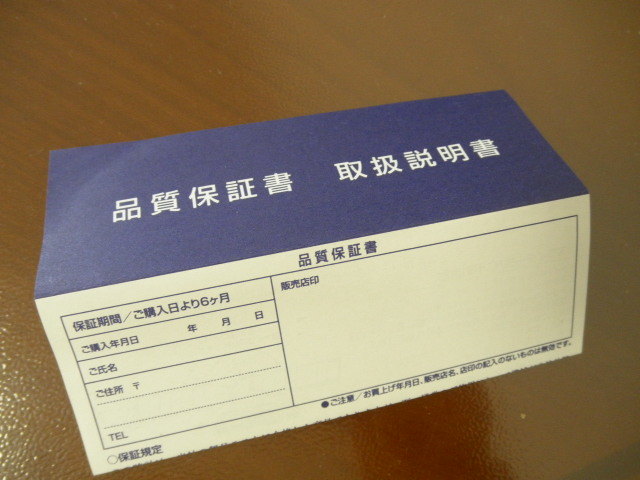 品質保証書　取扱説明書
品質保証書
保証期間／ご購入日より6ヶ月
ご購入年月日　年　月　日
ご氏名
ご住所 〒
TEL
販売店印
●ご注意／お買上げ年月日、販売店名、店印の記入のないものは無効です。
○保証規定